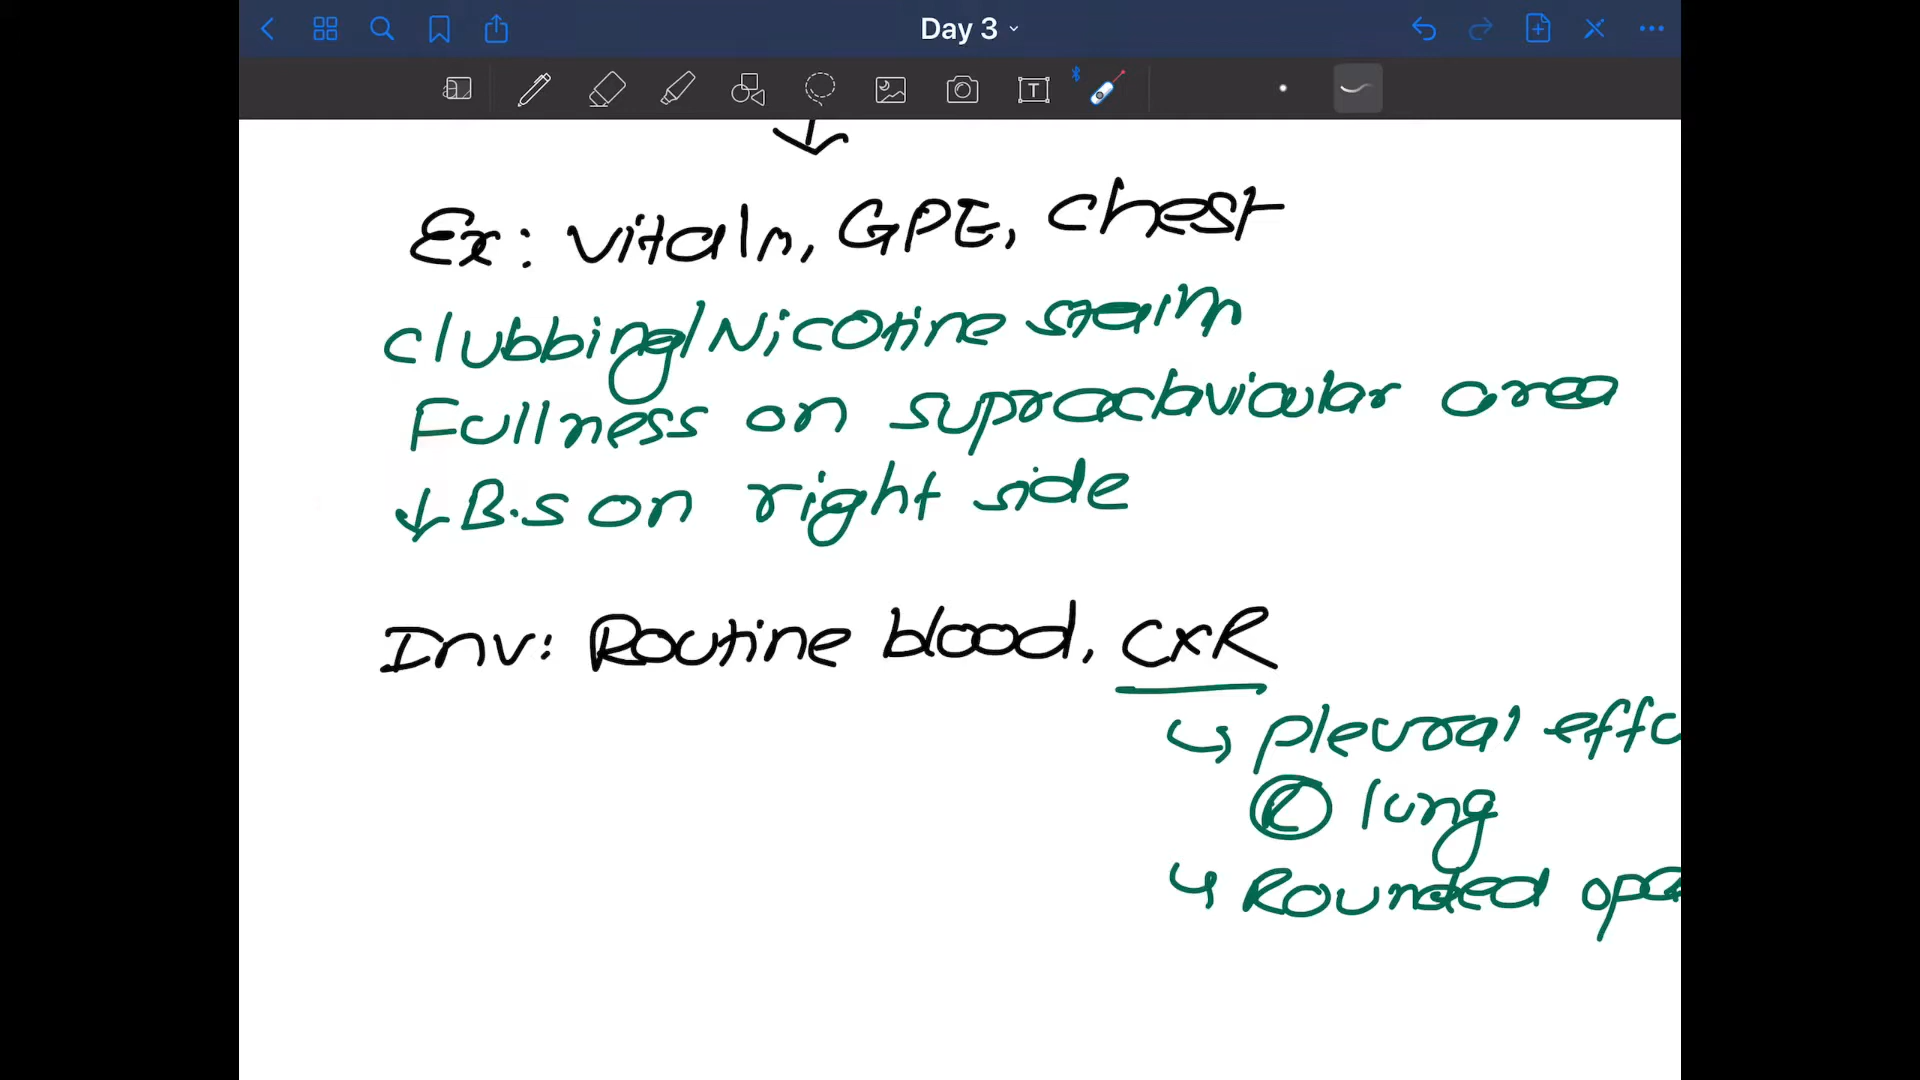 Day 3
T
Ex: vitals, GPE, chest
clubbing/Nicotine stains
Fullness on supraclavicular area
↓ B.S on right side
Inv: Routine blood, CXR
↳ pleural effu
lung
↳ Rounded opa